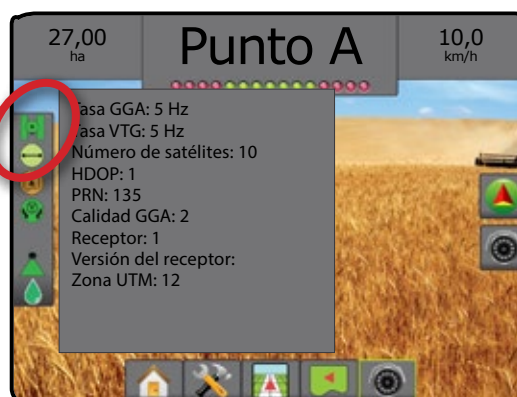 27,00
ha
Punto A
10,0
km/h
Tasa GGA: 5 Hz
Tasa VTG: 5 Hz
Número de satélites: 10
HDOP: 1
PRN: 135
Calidad GGA: 2
Receptor: 1
Versión del receptor:
Zona UTM: 12